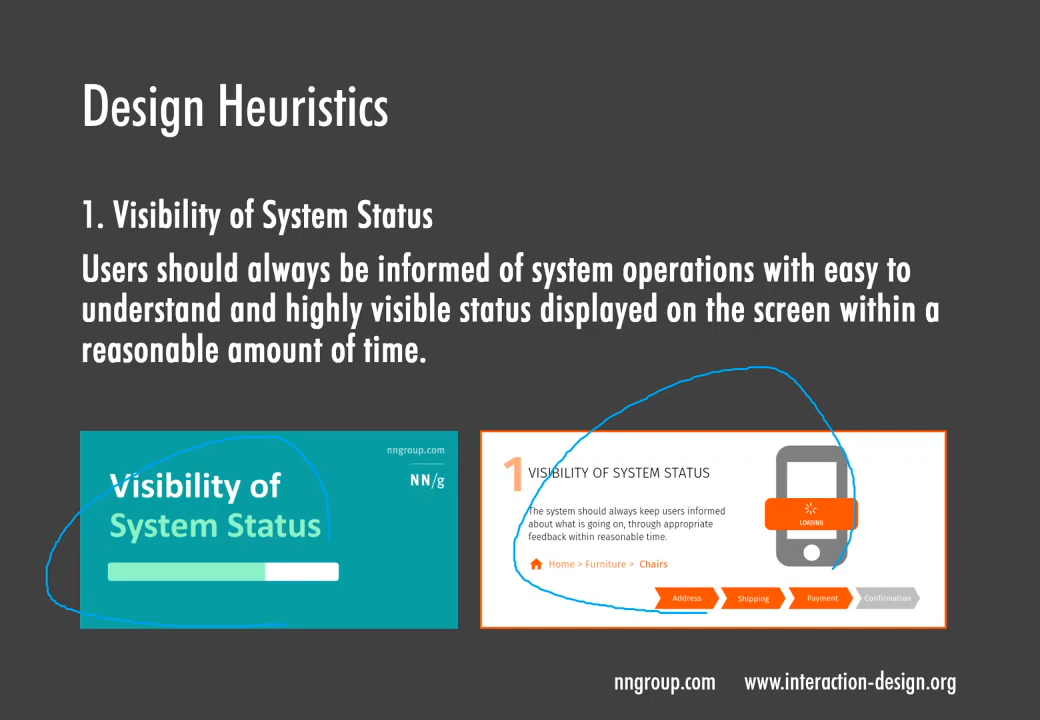 Design Heuristics
1. Visibility of System Status
Users should always be informed of system operations with easy to
understand and highly visible status displayed on the screen within a
reasonable amount of time.
nngroup.com
NN/g
Visibility of
System Status
1 VISIBILITY OF SYSTEM STATUS
The system should always keep users informed
about what is going on, through appropriate
feedback within reasonable time.
LOADING
Home > Furniture > Chairs
Address Shipping Payment Confirmation
nngroup.com www.interaction-design.org